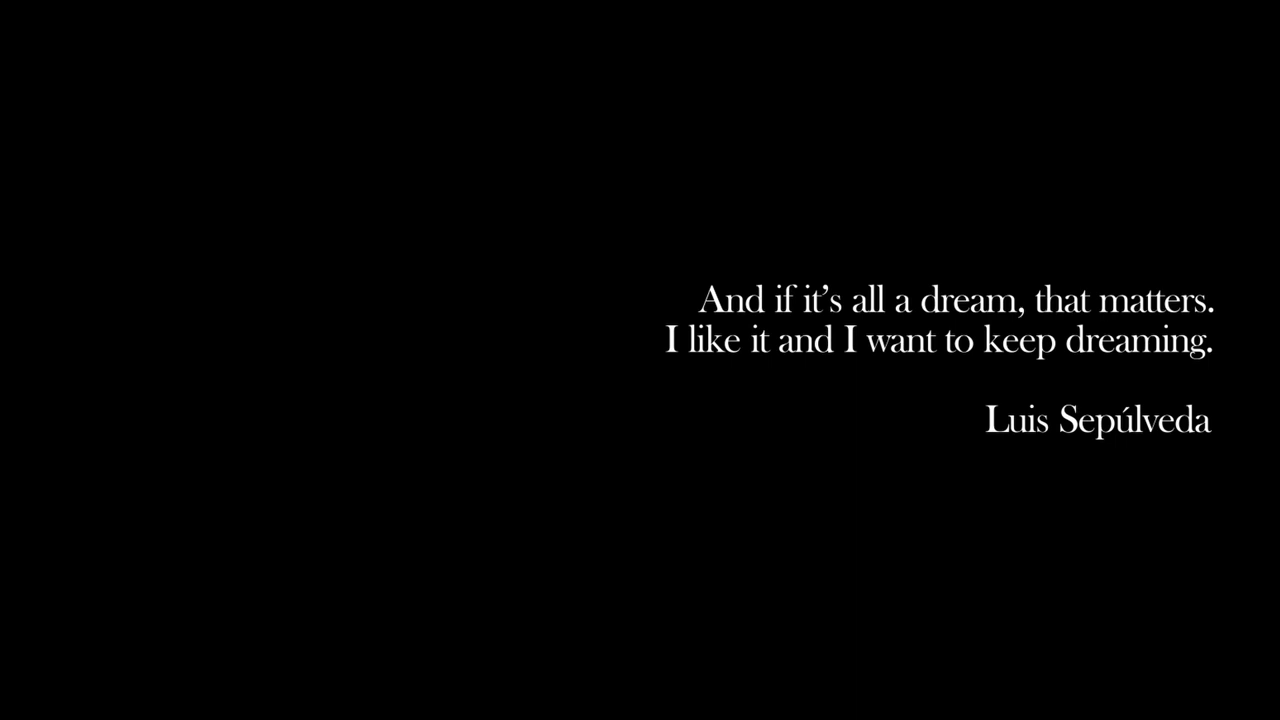 And if it’s all a dream, that matters.
I like it and I want to keep dreaming.
Luis Sepúlveda